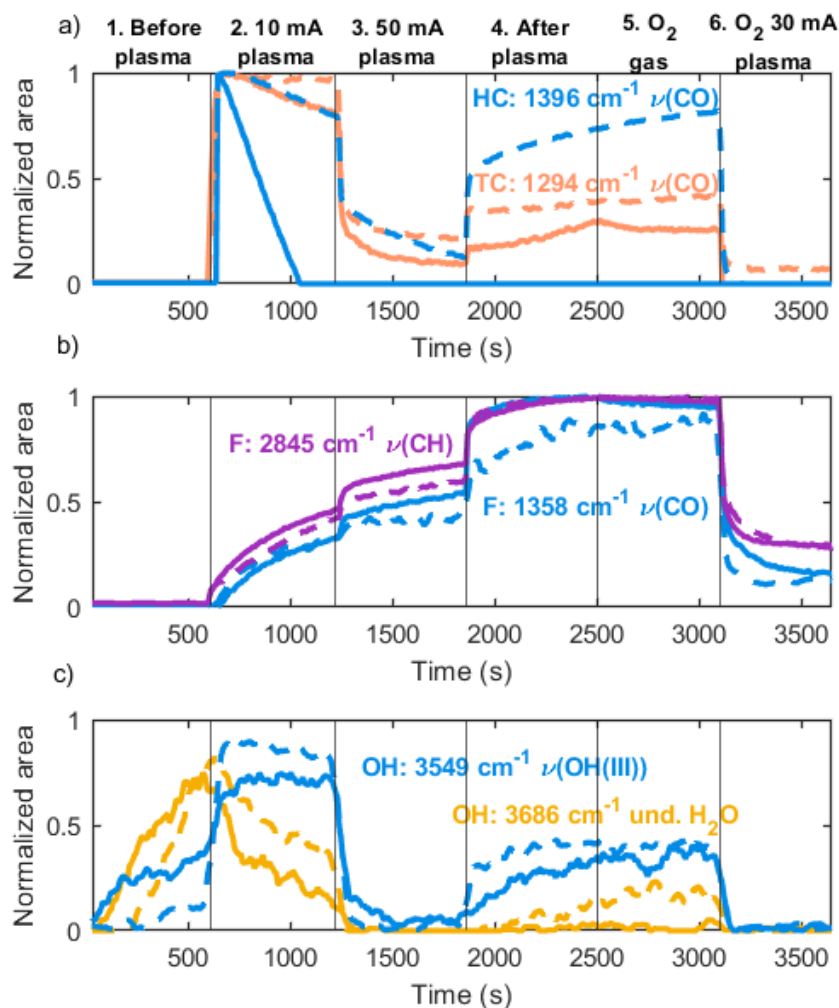 a)
1. Before plasma
2. 10 mA plasma
3. 50 mA plasma
4. After plasma
5. O₂ gas
6. O₂ 30 mA plasma
Normalized area
1
0.5
0
HC: 1396 cm⁻¹ ν(CO)
TC: 1294 cm⁻¹ ν(CO)
500 1000 1500 2000 2500 3000 3500
Time (s)
b)
Normalized area
1
0.5
0
F: 2845 cm⁻¹ ν(CH)
F: 1358 cm⁻¹ ν(CO)
500 1000 1500 2000 2500 3000 3500
Time (s)
c)
Normalized area
1
0.5
0
OH: 3549 cm⁻¹ ν(OH(III))
OH: 3686 cm⁻¹ und. H₂O
500 1000 1500 2000 2500 3000 3500
Time (s)